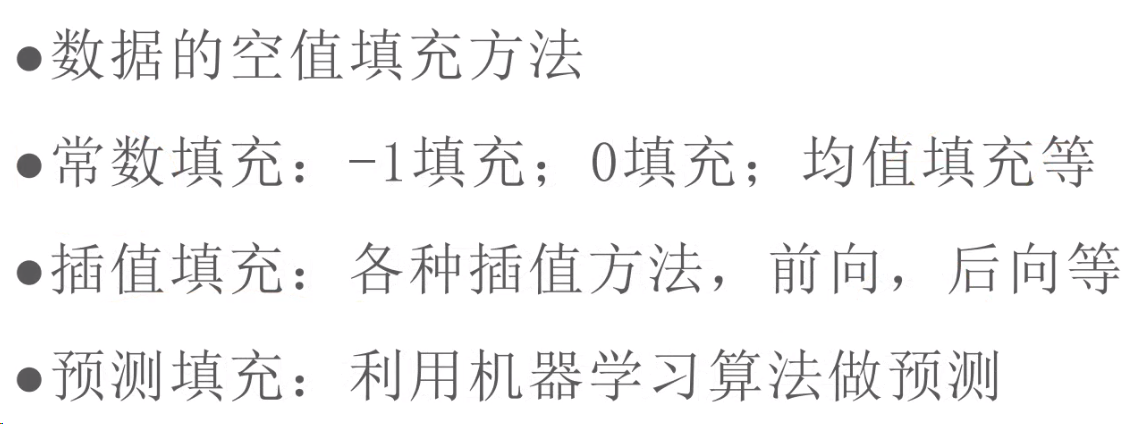 ●数据的空值填充方法
●常数填充：-1填充；0填充；均值填充等
●插值填充：各种插值方法，前向，后向等
●预测填充：利用机器学习算法做预测